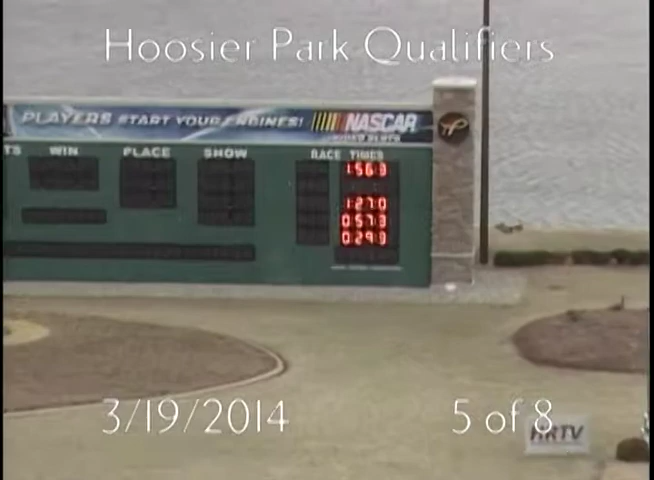 Hoosier Park Qualifiers
PLAYERS START YOUR ENGINES! NASCAR
TS WIN PLACE SHOW RACE TIMES
1:56:3
1:27:0
0:57:3
0:29:3
3/19/2014 5 of 8
HRTV